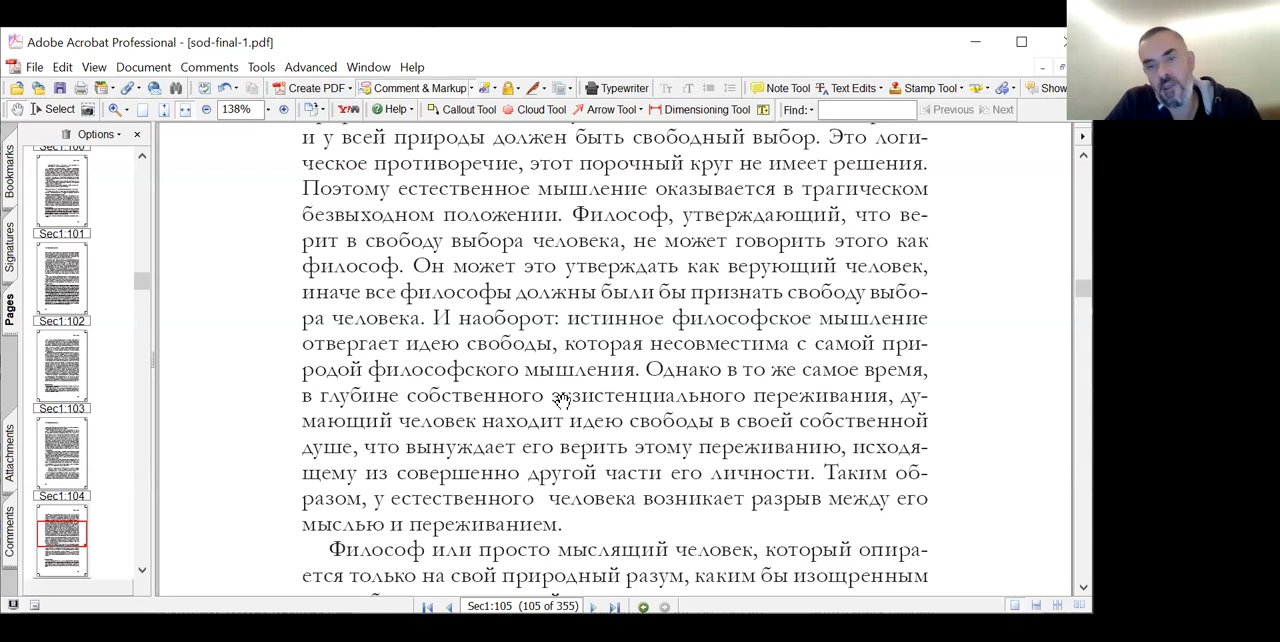 Adobe Acrobat Professional - [sod-final-1.pdf]
File Edit View Document Comments Tools Advanced Window Help
Create PDF Comment & Markup Typewriter Note Tool Text Edits Stamp Tool Show
Select 138% Help Callout Tool Cloud Tool Arrow Tool Dimensioning Tool Find: Previous Next
Options
Bookmarks
Signatures
Pages
Attachments
Comments
Sec1:100
Sec1:101
Sec1:102
Sec1:103
Sec1:104
и у всей природы должен быть свободный выбор. Это логи-
ческое противоречие, этот порочный круг не имеет решения.
Поэтому естественное мышление оказывается в трагическом
безвыходном положении. Философ, утверждающий, что ве-
рит в свободу выбора человека, не может говорить этого как
философ. Он может это утверждать как верующий человек,
иначе все философы должны были бы признать свободу выбо-
ра человека. И наоборот: истинное философское мышление
отвергает идею свободы, которая несовместима с самой при-
родой философского мышления. Однако в то же самое время,
в глубине собственного экзистенциального переживания, ду-
мающий человек находит идею свободы в своей собственной
душе, что вынуждает его верить этому переживанию, исходя-
щему из совершенно другой части его личности. Таким об-
разом, у естественного человека возникает разрыв между его
мыслью и переживанием.
Философ или просто мыслящий человек, который опира-
ется только на свой природный разум, каким бы изощренным
Sec1:105 (105 of 355)